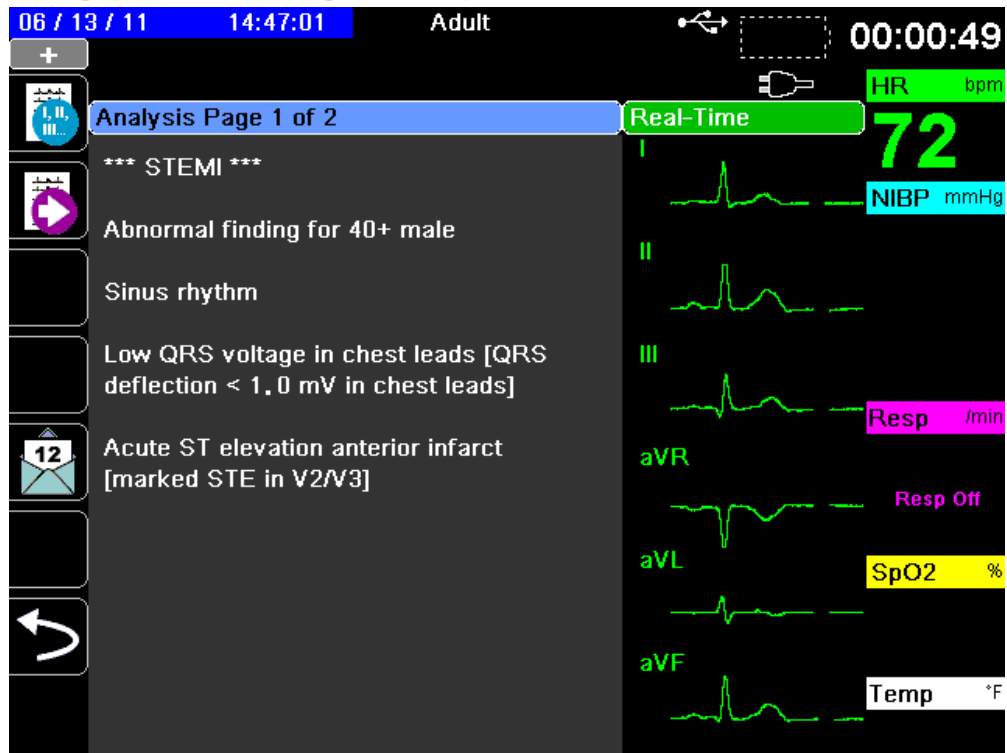 06 / 13 / 11 14:47:01 Adult 00:00:49
+
HR bpm
I, II, III...
Analysis Page 1 of 2
Real-Time
72
*** STEMI ***
I
NIBP mmHg
Abnormal finding for 40+ male
II
Sinus rhythm
Low QRS voltage in chest leads [QRS
deflection < 1.0 mV in chest leads]
III
Resp /min
Acute ST elevation anterior infarct
[marked STE in V2/V3]
12
aVR
Resp Off
aVL
SpO2 %
aVF
Temp °F